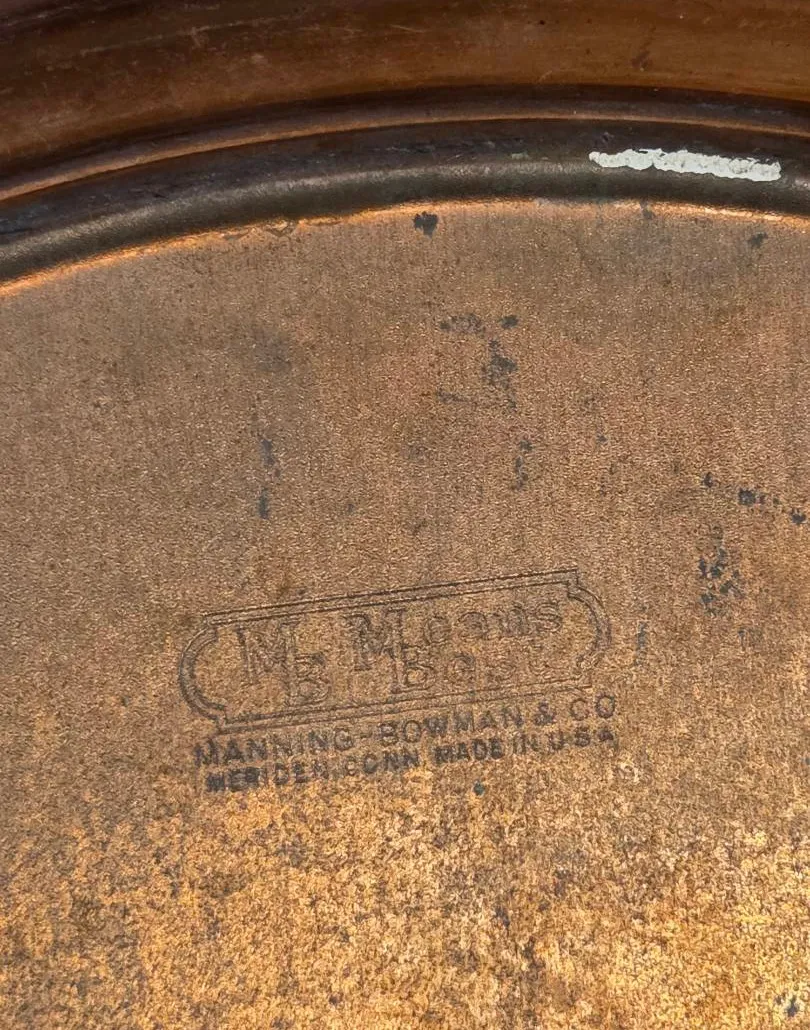 M Means
B Best
MANNING-BOWMAN & CO
MERIDEN, CONN MADE IN U·S·A